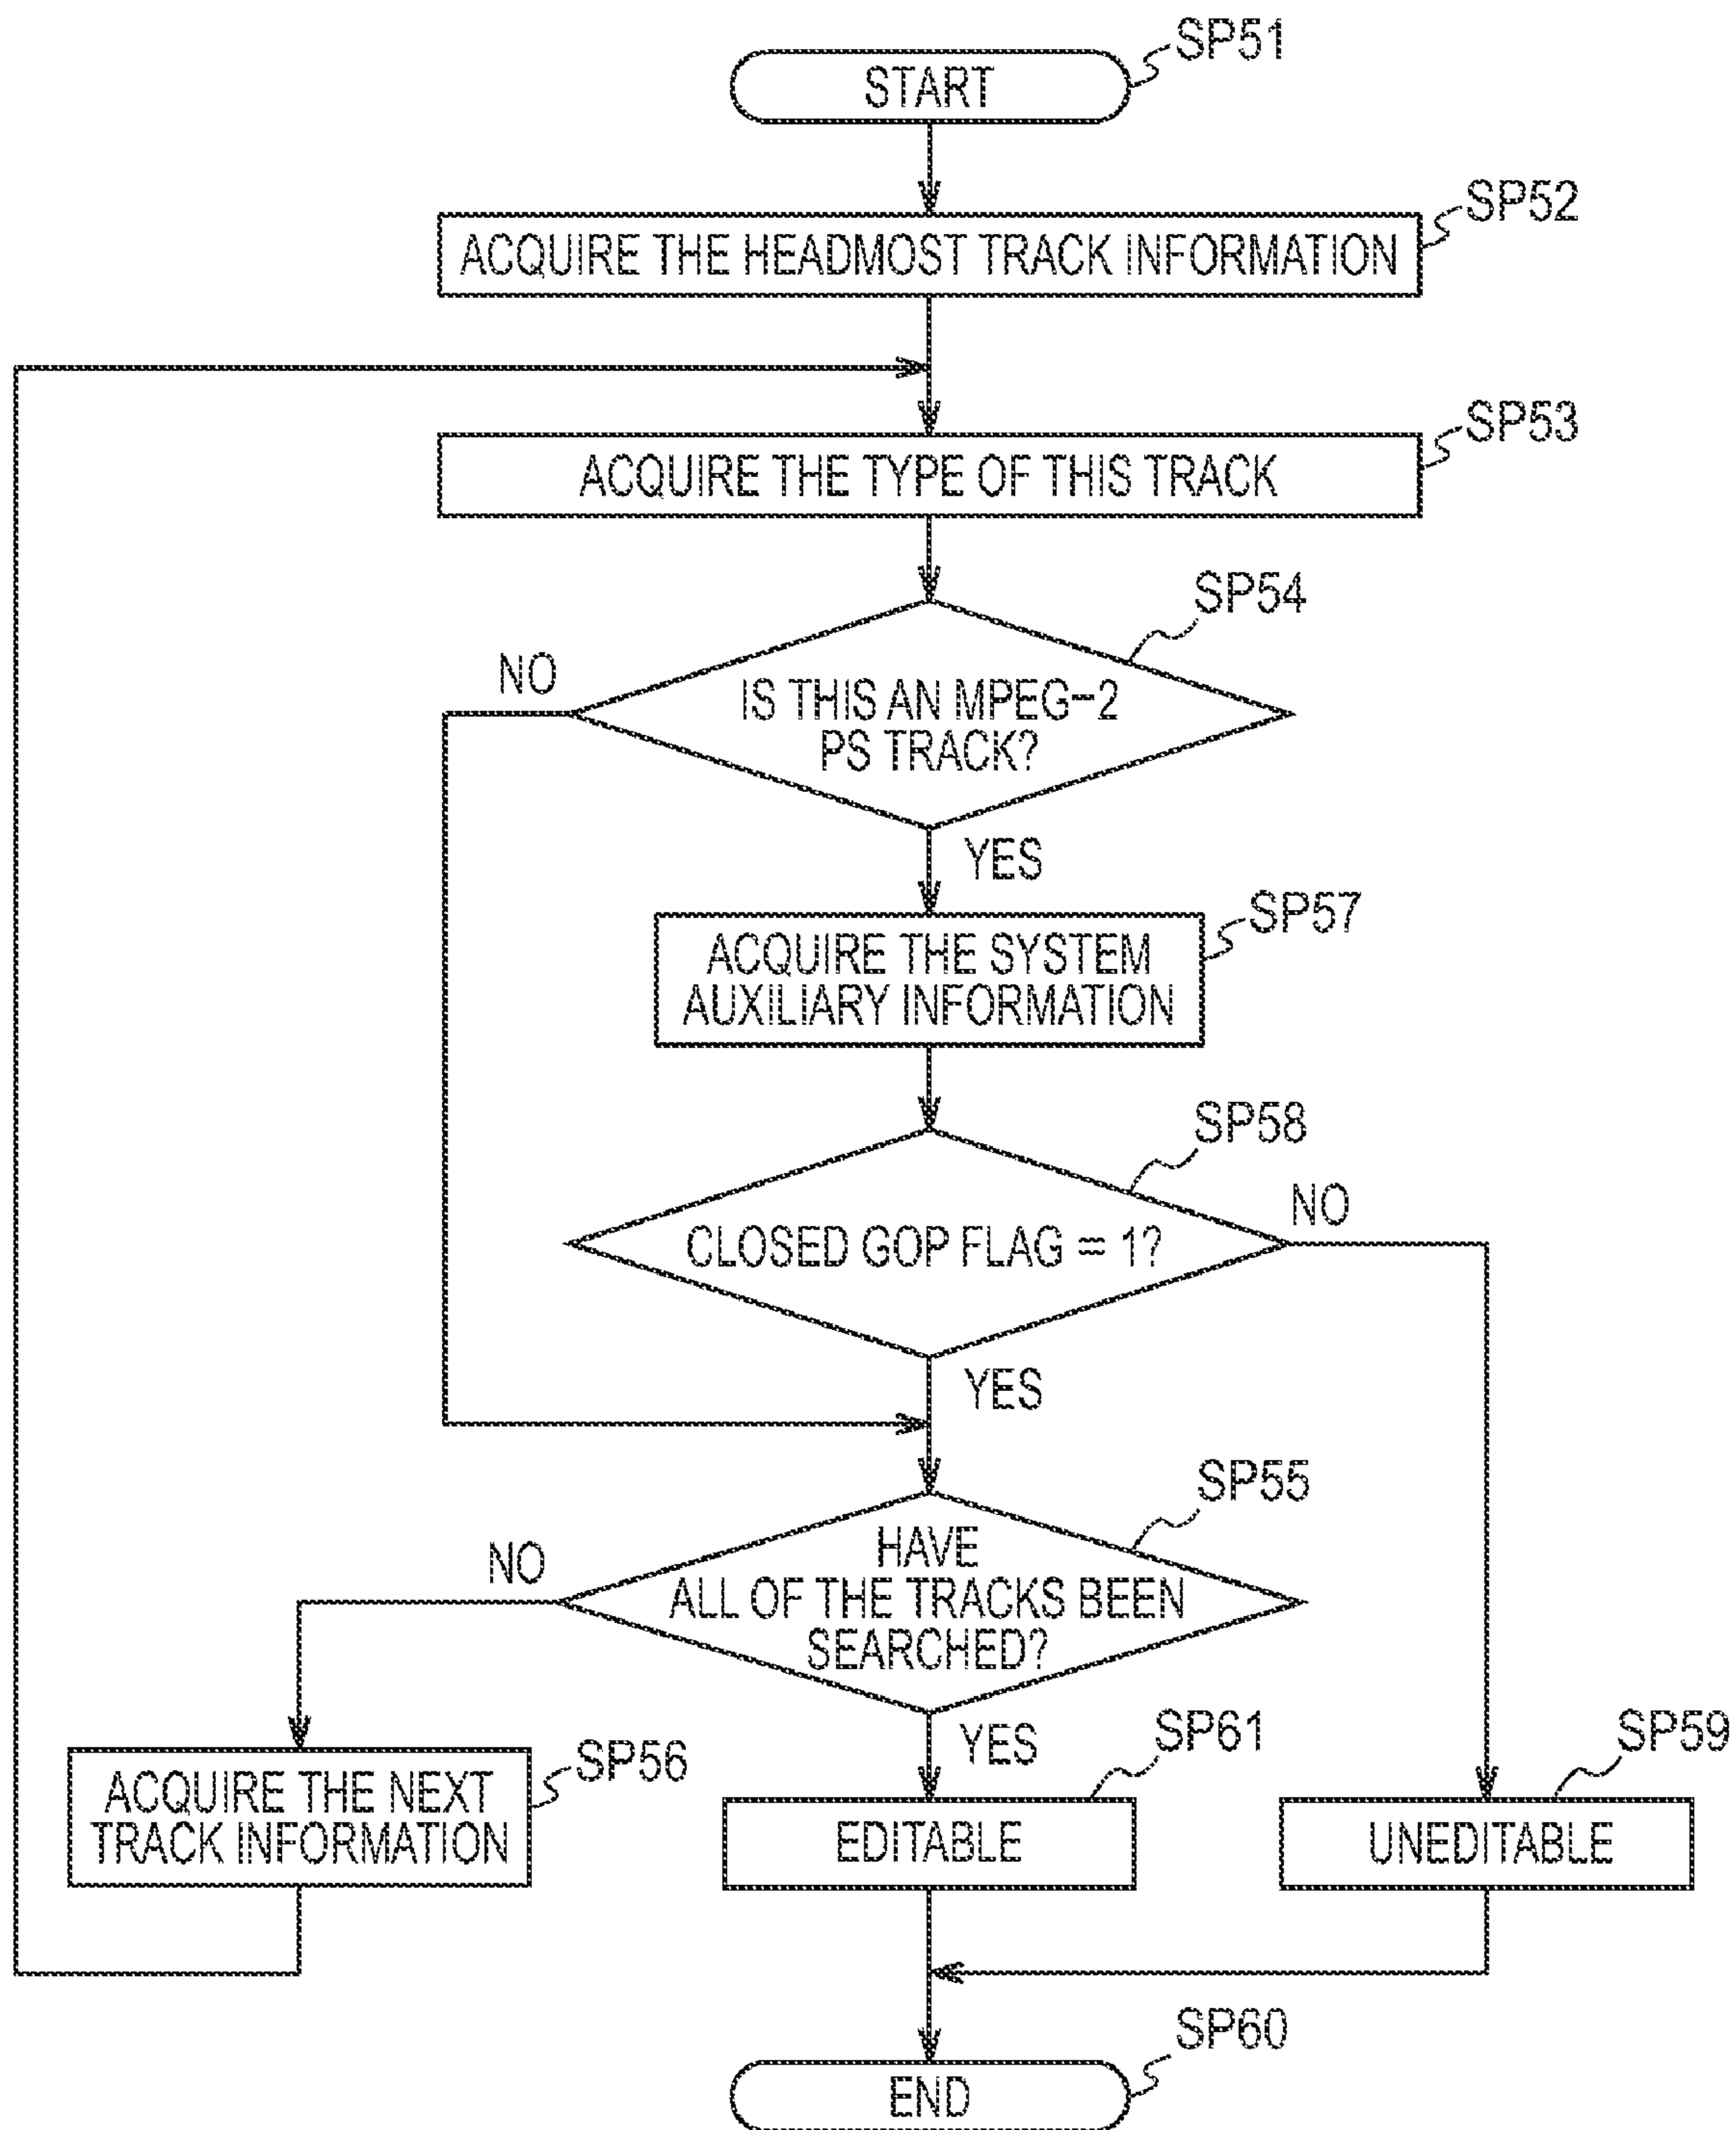 START
SP51
ACQUIRE THE HEADMOST TRACK INFORMATION
SP52
ACQUIRE THE TYPE OF THIS TRACK
SP53
SP54
NO
IS THIS AN MPEG-2
PS TRACK?
YES
SP57
ACQUIRE THE SYSTEM
AUXILIARY INFORMATION
SP58
NO
CLOSED GOP FLAG = 1?
YES
SP55
NO
HAVE
ALL OF THE TRACKS BEEN
SEARCHED?
YES
SP56
ACQUIRE THE NEXT
TRACK INFORMATION
SP61
EDITABLE
SP59
UNEDITABLE
SP60
END